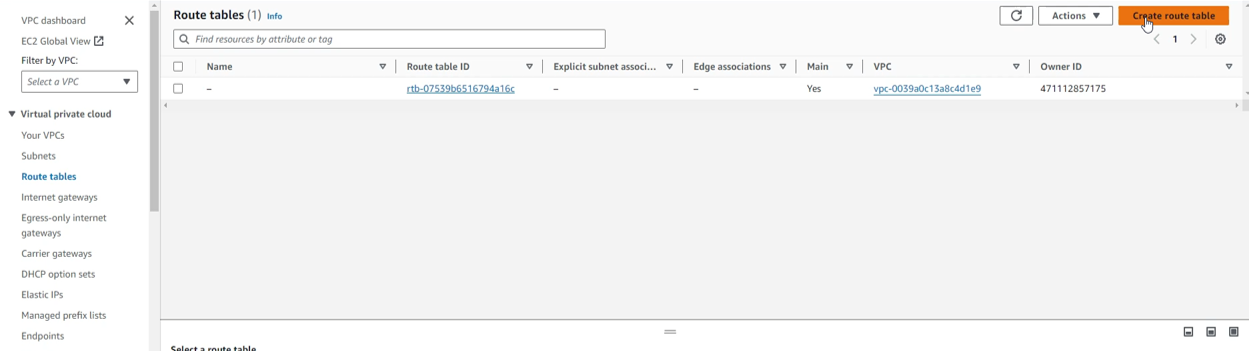 VPC dashboard
EC2 Global View
Filter by VPC:
Select a VPC
Virtual private cloud
Your VPCs
Subnets
Route tables
Internet gateways
Egress-only internet
gateways
Carrier gateways
DHCP option sets
Elastic IPs
Managed prefix lists
Endpoints
Route tables (1) Info
Actions
Create route table
Find resources by attribute or tag
1
Name Route table ID Explicit subnet associ... Edge associations Main VPC Owner ID
– rtb-07539b6516794a16c – – Yes vpc-0039a0c13a8c4d1e9 471112857175
Select a route table